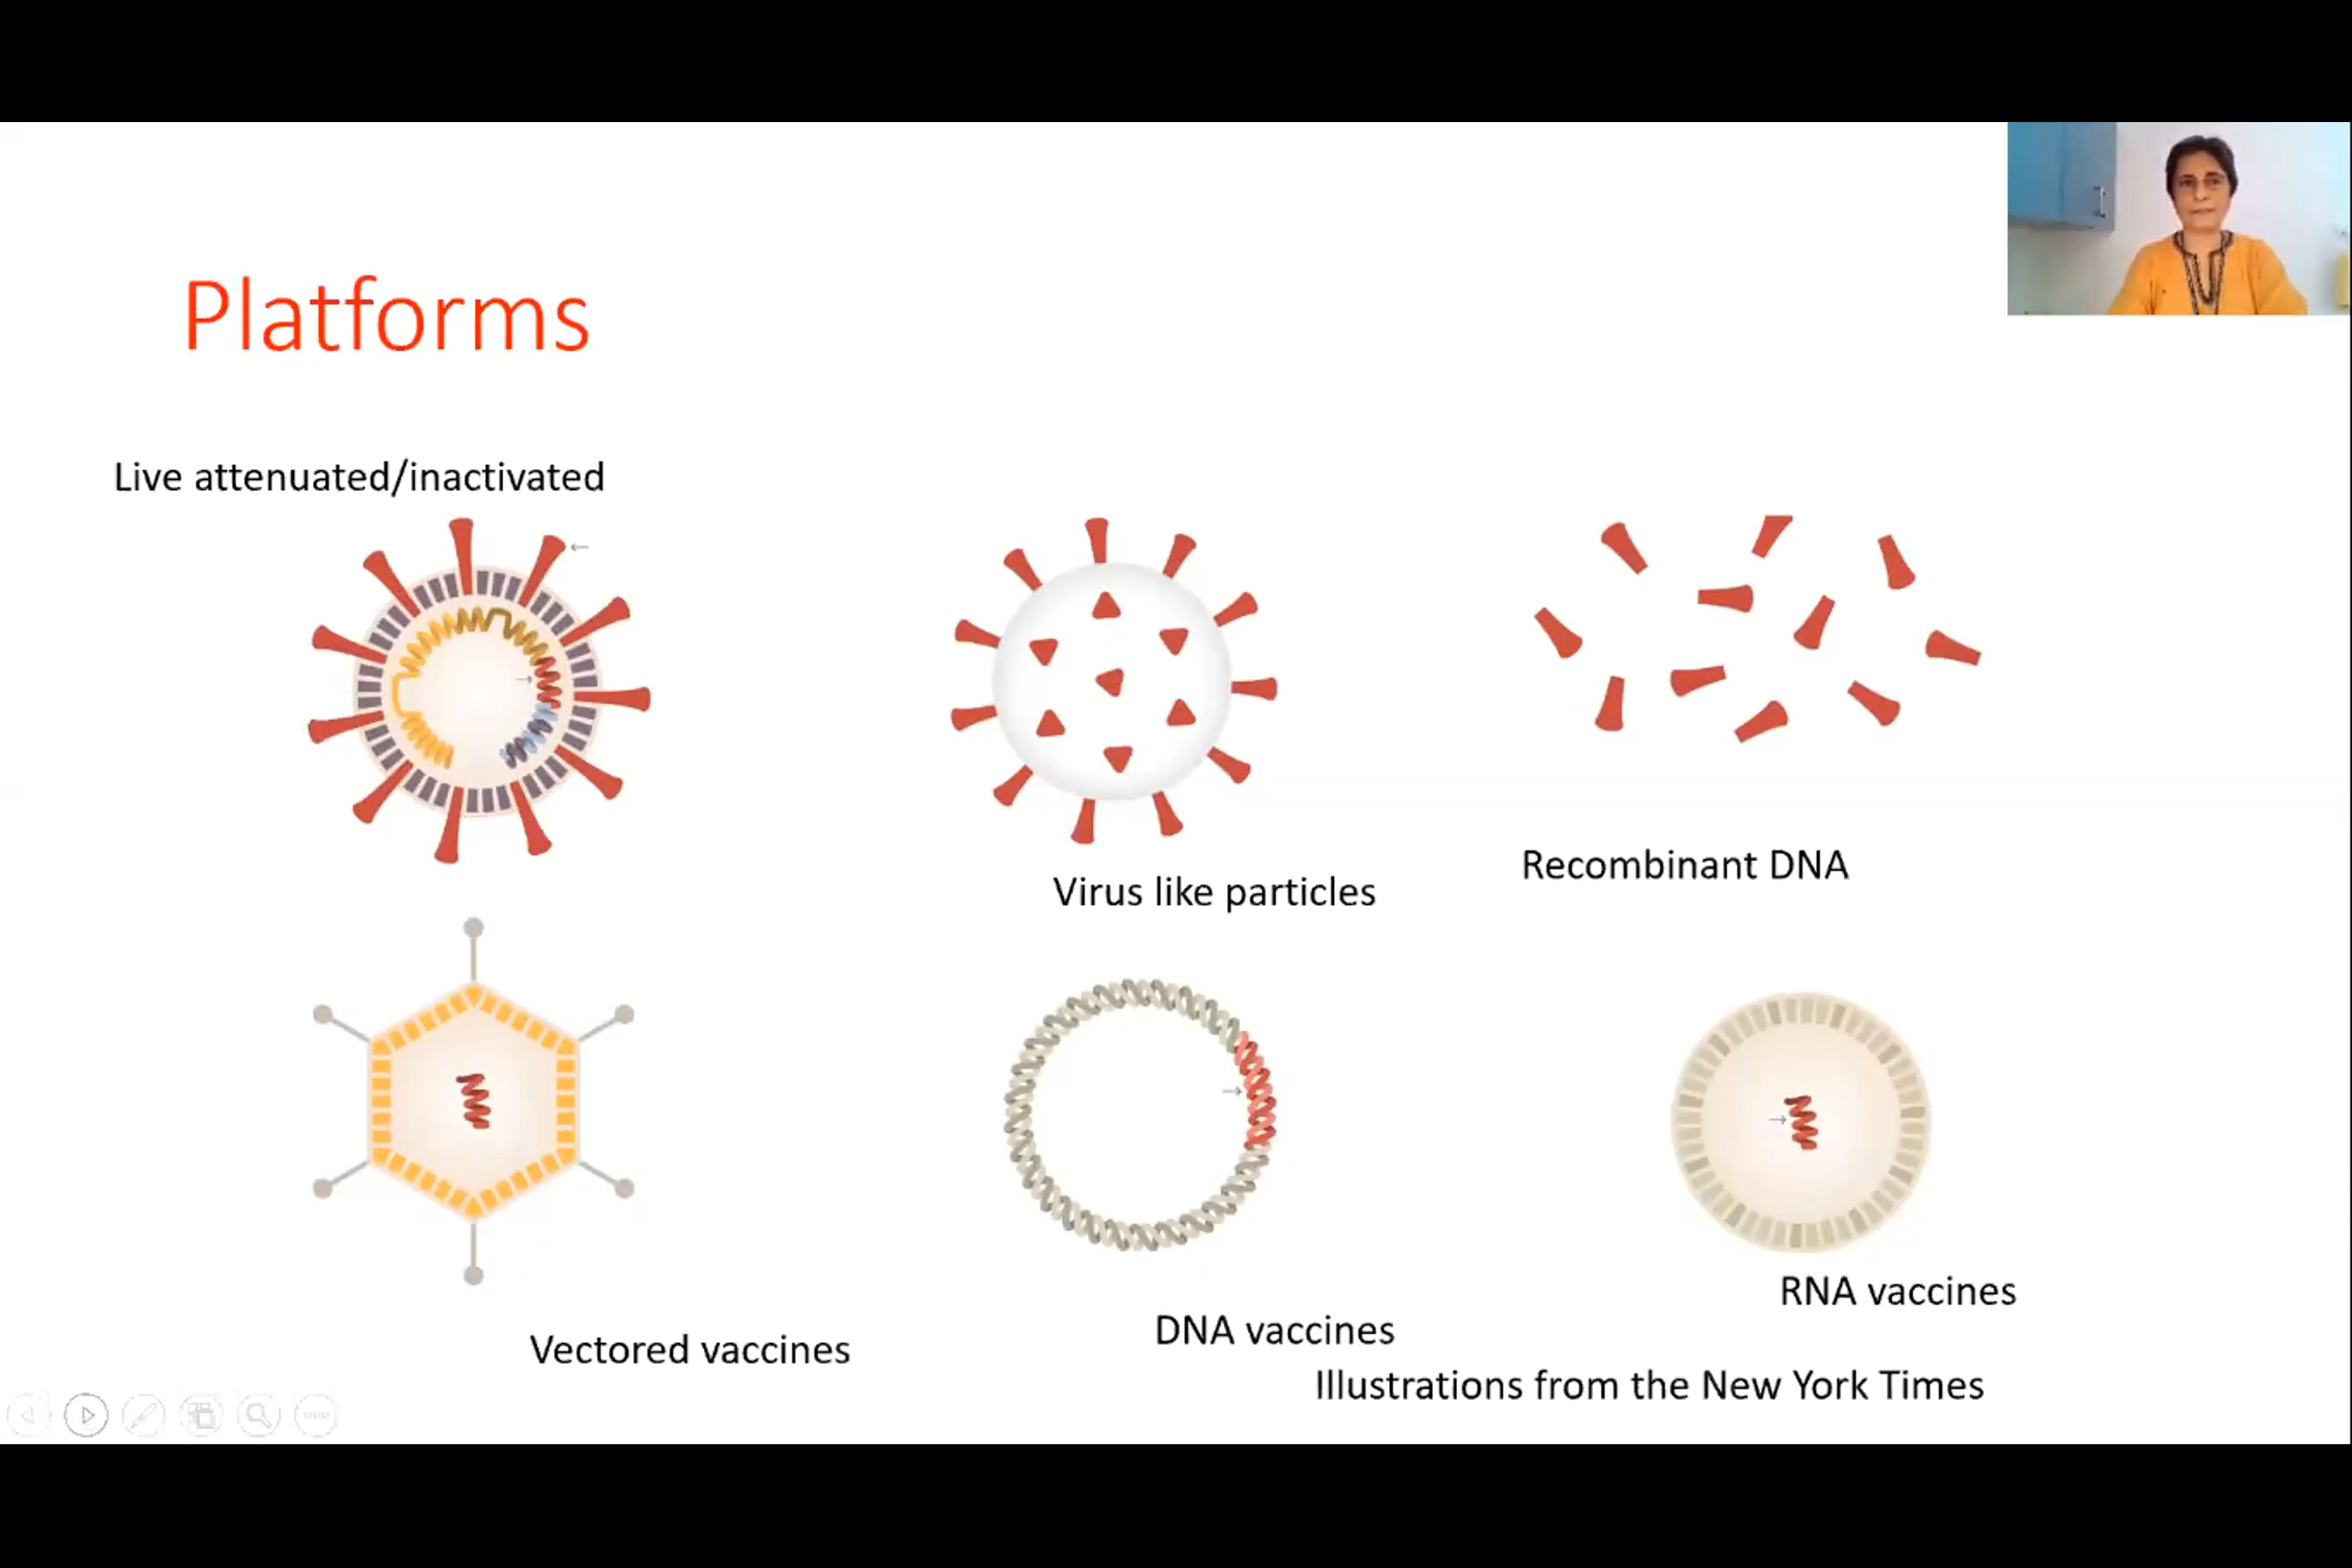 Platforms
Live attenuated/inactivated
Virus like particles
Recombinant DNA
Vectored vaccines
DNA vaccines
RNA vaccines
Illustrations from the New York Times